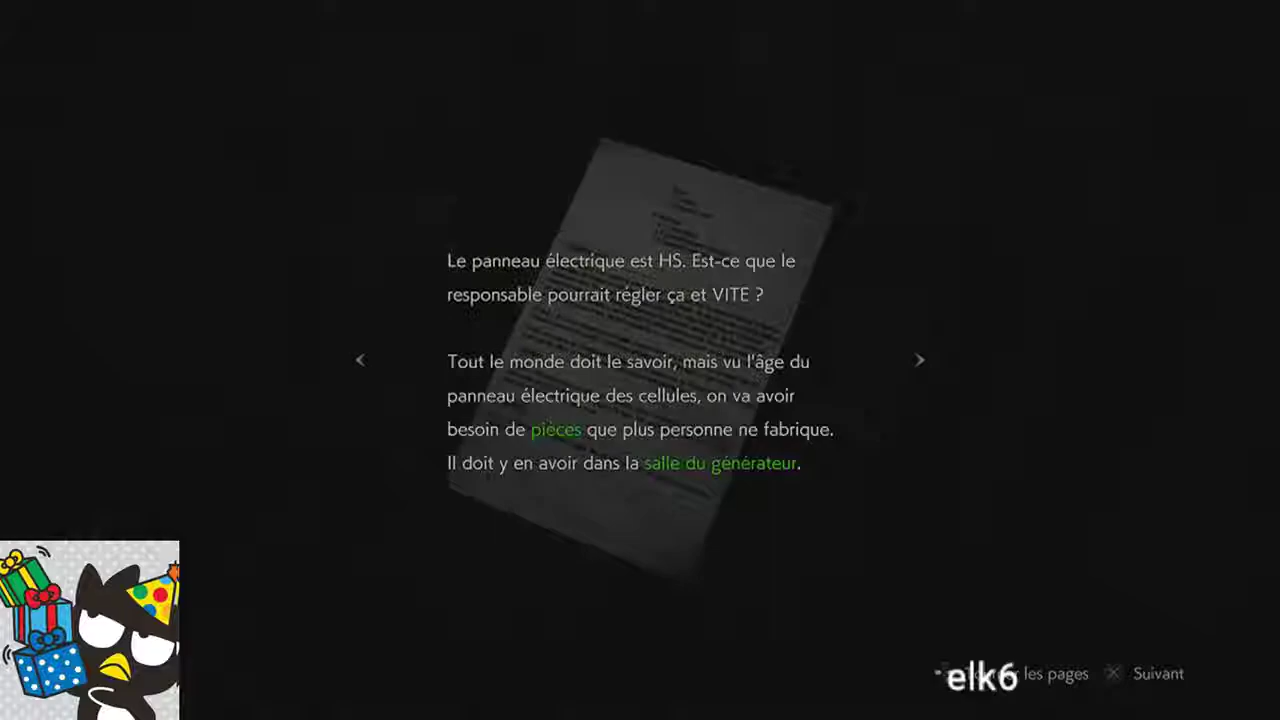 Le panneau électrique est HS. Est-ce que le
responsable pourrait régler ça et VITE ?
Tout le monde doit le savoir, mais vu l'âge du
panneau électrique des cellules, on va avoir
besoin de pièces que plus personne ne fabrique.
Il doit y en avoir dans la salle du générateur.
elk6 les pages Suivant